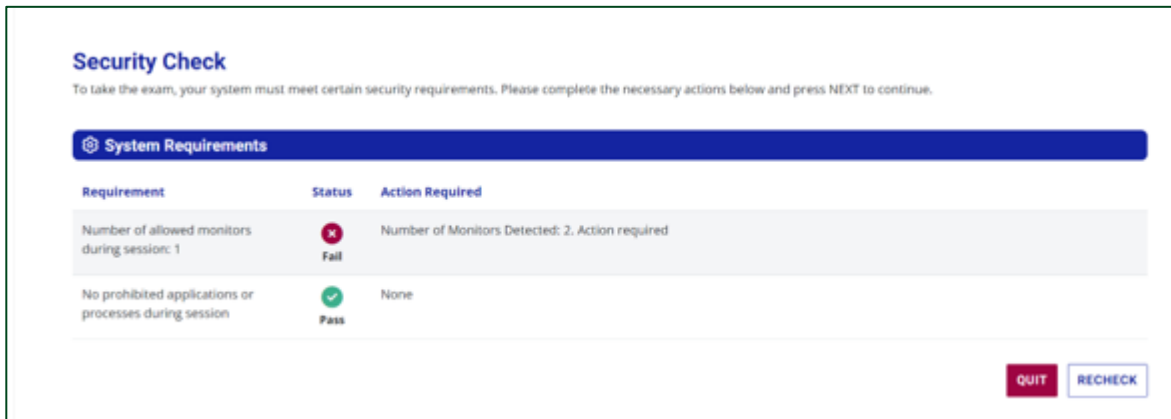 Security Check
To take the exam, your system must meet certain security requirements. Please complete the necessary actions below and press NEXT to continue.
System Requirements
Requirement Status Action Required
Number of allowed monitors Number of Monitors Detected: 2. Action required
during session: 1
Fail
No prohibited applications or None
processes during session
Pass
QUIT RECHECK